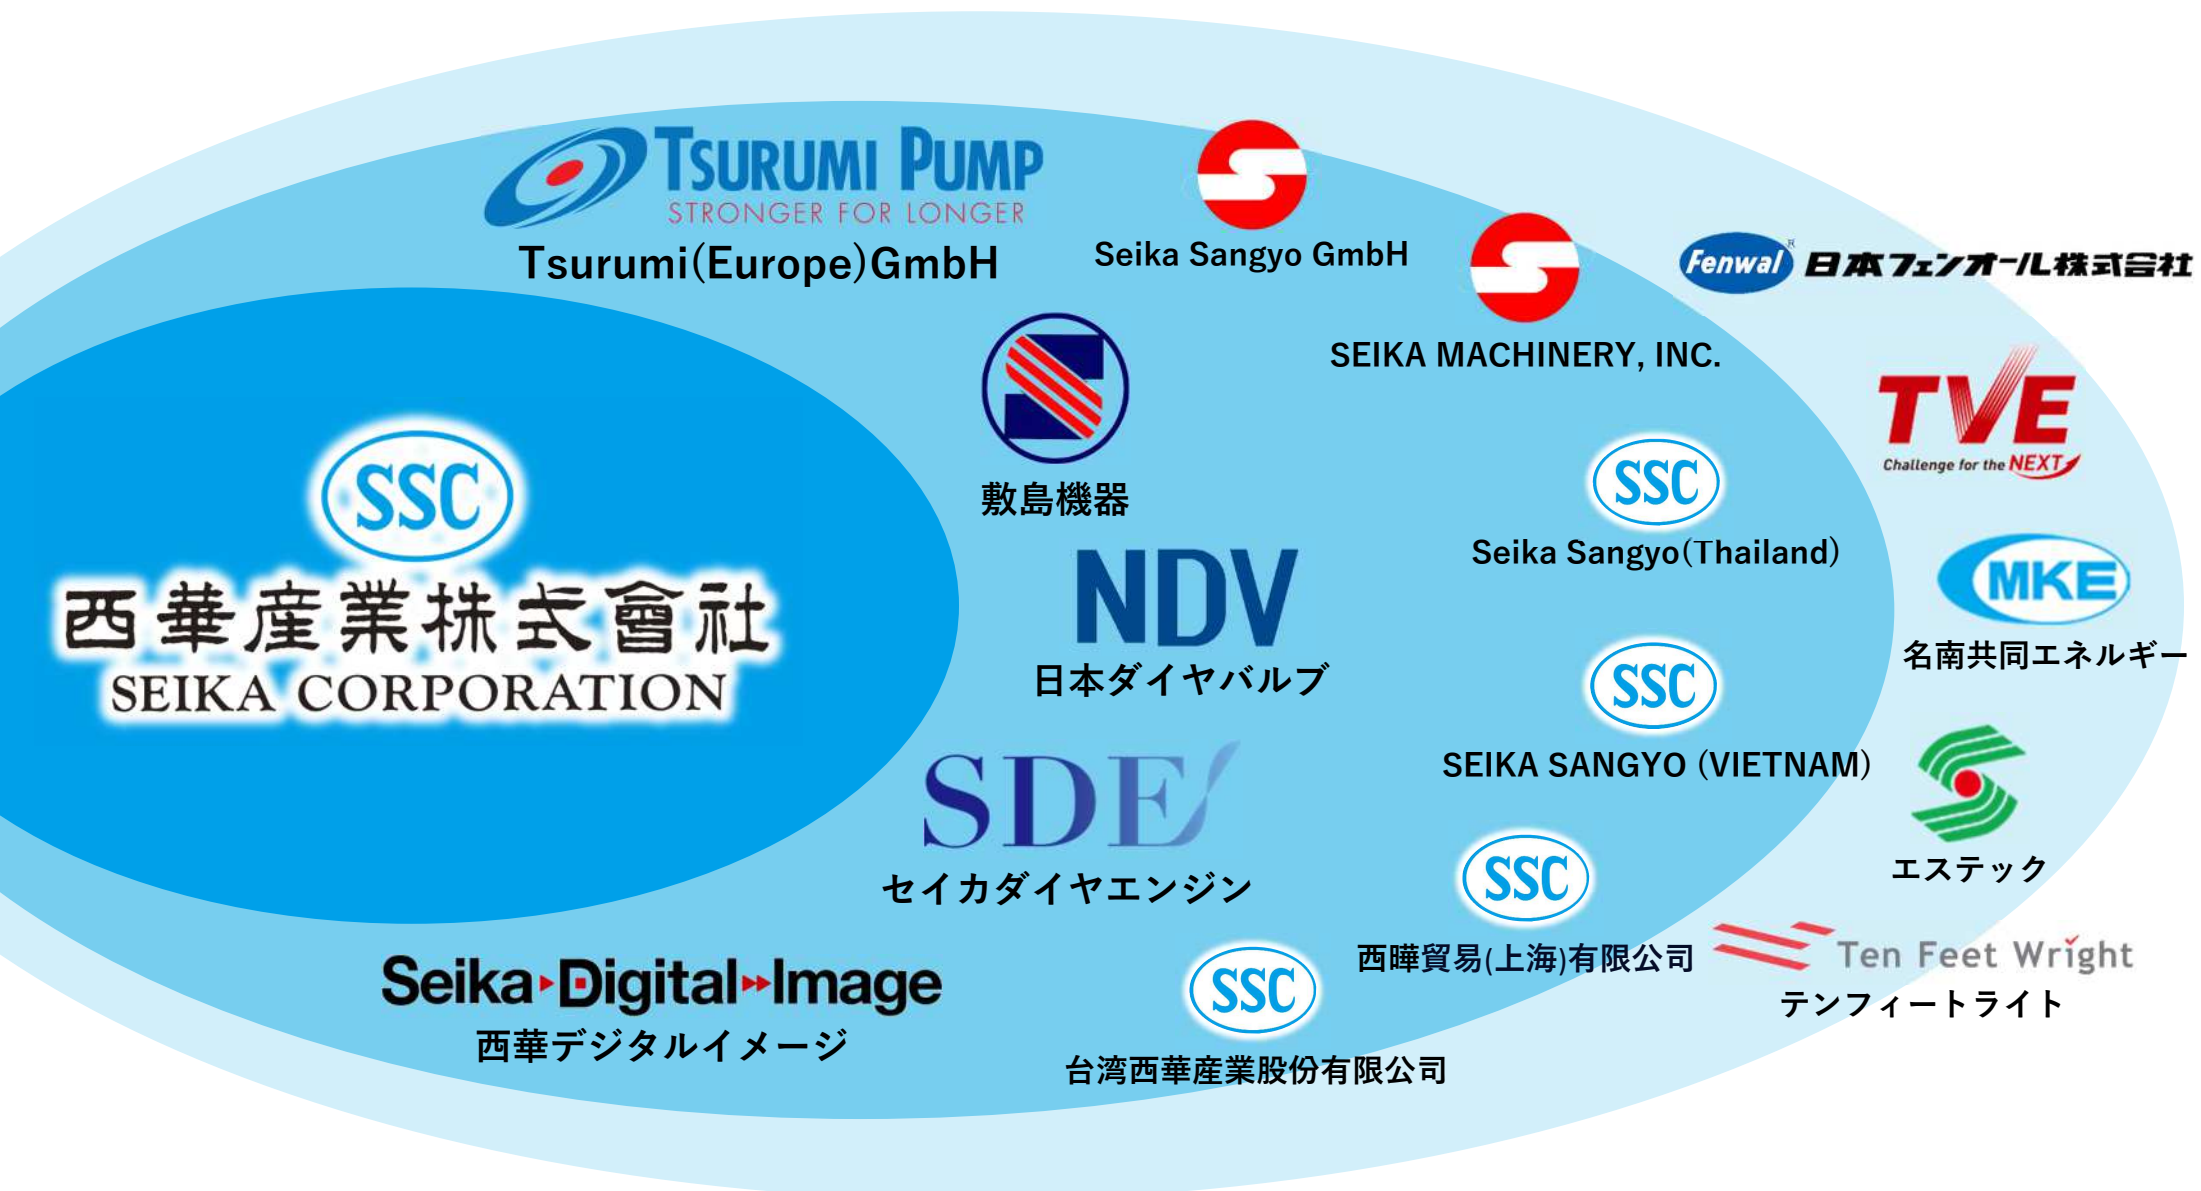 TSURUMI PUMP
STRONGER FOR LONGER
Tsurumi(Europe)GmbH
Seika Sangyo GmbH
SEIKA MACHINERY, INC.
Fenwal R 日本フェンオール株式会社
TVE
Challenge for the NEXT
敷島機器
SSC
西華産業株式會社
SEIKA CORPORATION
SSC
Seika Sangyo(Thailand)
MKE
名南共同エネルギー
NDV
日本ダイヤバルブ
SSC
SEIKA SANGYO (VIETNAM)
SDE
セイカダイヤエンジン
エステック
SSC
西曄貿易(上海)有限公司
Ten Feet Wright
テンフィートライト
Seika Digital Image
西華デジタルイメージ
SSC
台湾西華産業股份有限公司